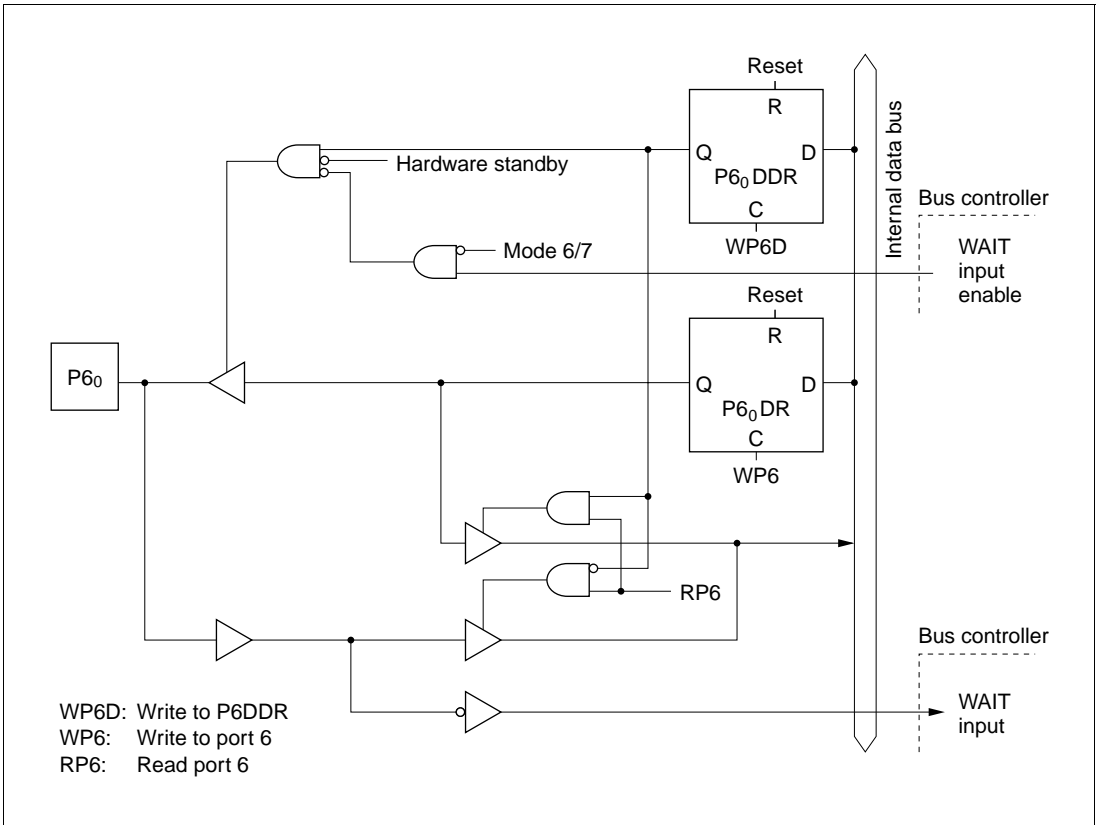 Reset
R
Q
D
P6₀DDR
C
WP6D
Hardware standby
Mode 6/7
Internal data bus
Bus controller
WAIT
input
enable
Reset
R
P6₀
Q
D
P6₀DR
C
WP6
RP6
Bus controller
WAIT
input
WP6D: Write to P6DDR
WP6: Write to port 6
RP6: Read port 6